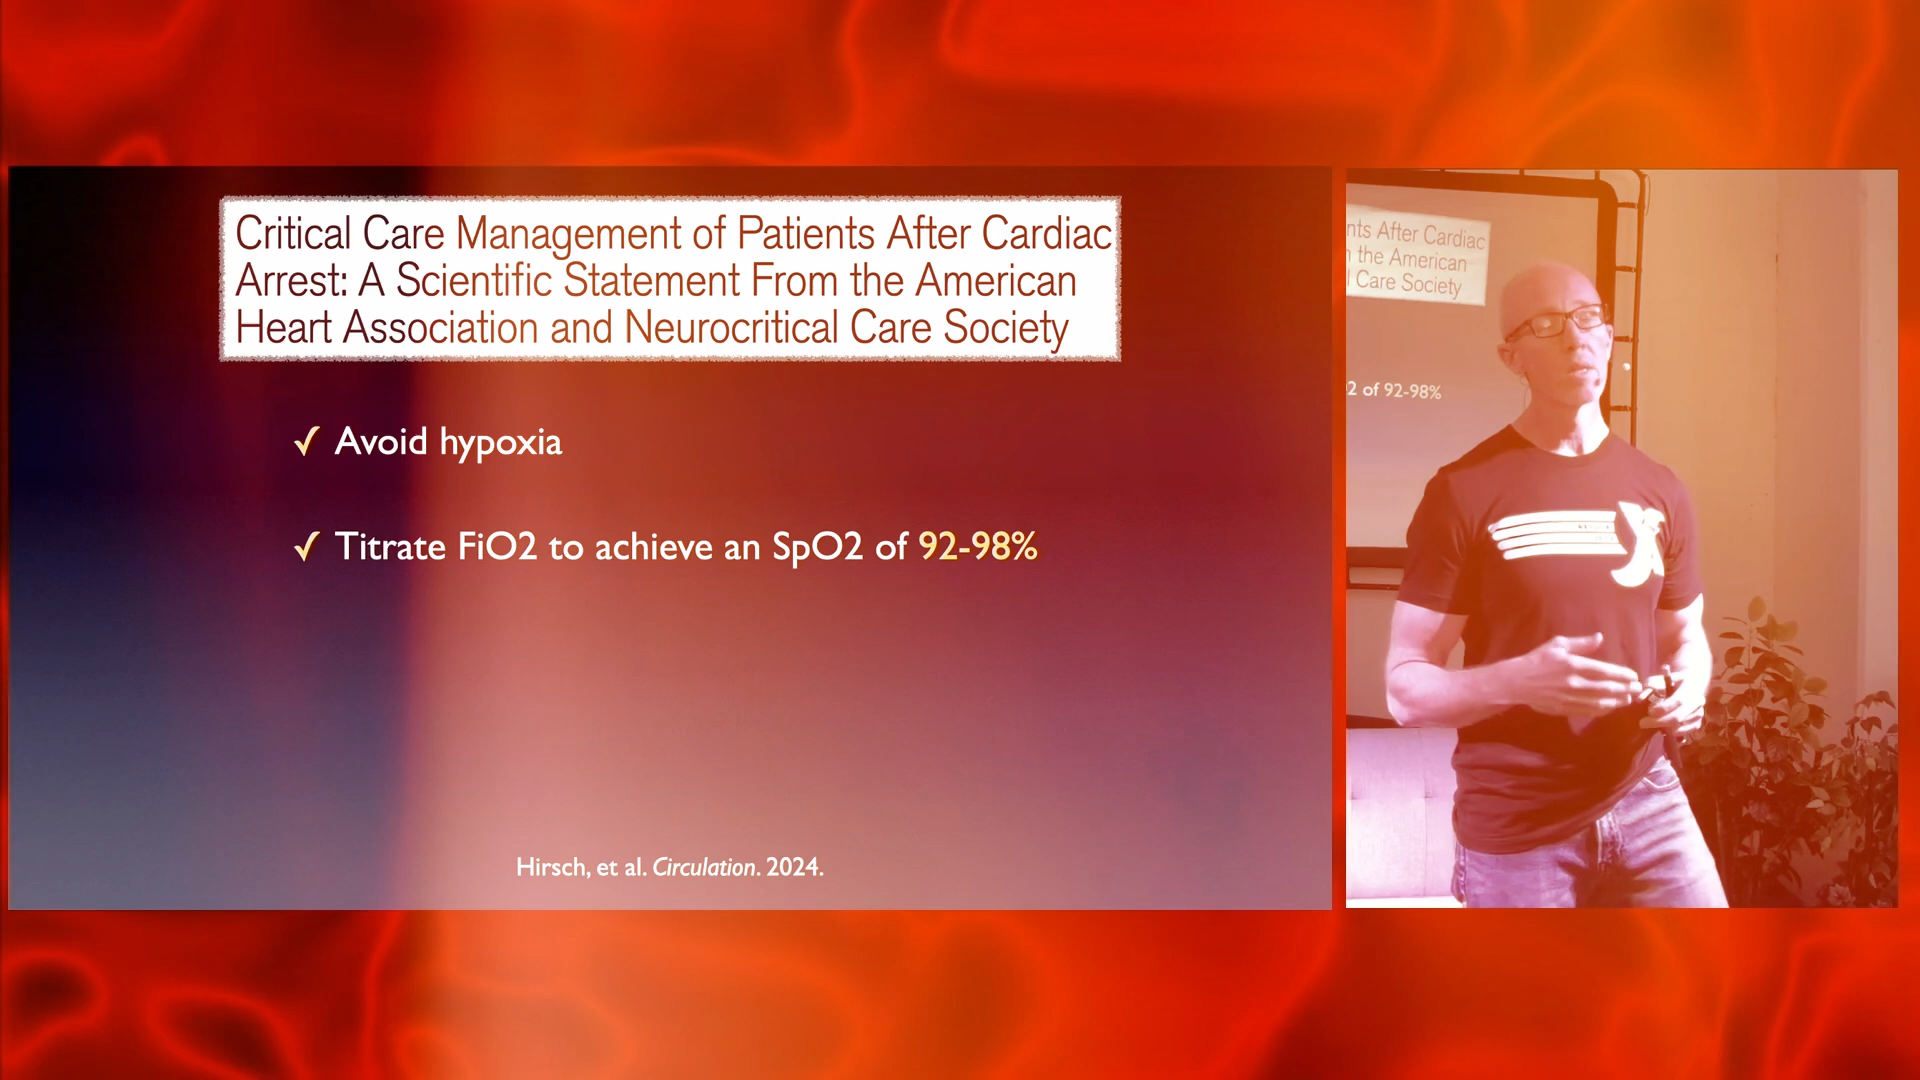 Critical Care Management of Patients After Cardiac
Arrest: A Scientific Statement From the American
Heart Association and Neurocritical Care Society
✓ Avoid hypoxia
✓ Titrate FiO2 to achieve an SpO2 of 92-98%
Hirsch, et al. Circulation. 2024.
nts After Cardiac
the American
Care Society
2 of 92-98%